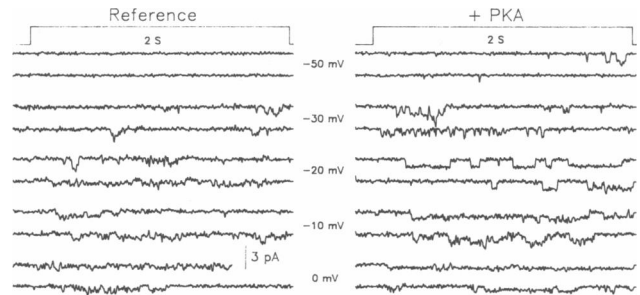 Reference
+ PKA
2 S
2 S
-50 mV
-30 mV
-20 mV
-10 mV
3 pA
0 mV